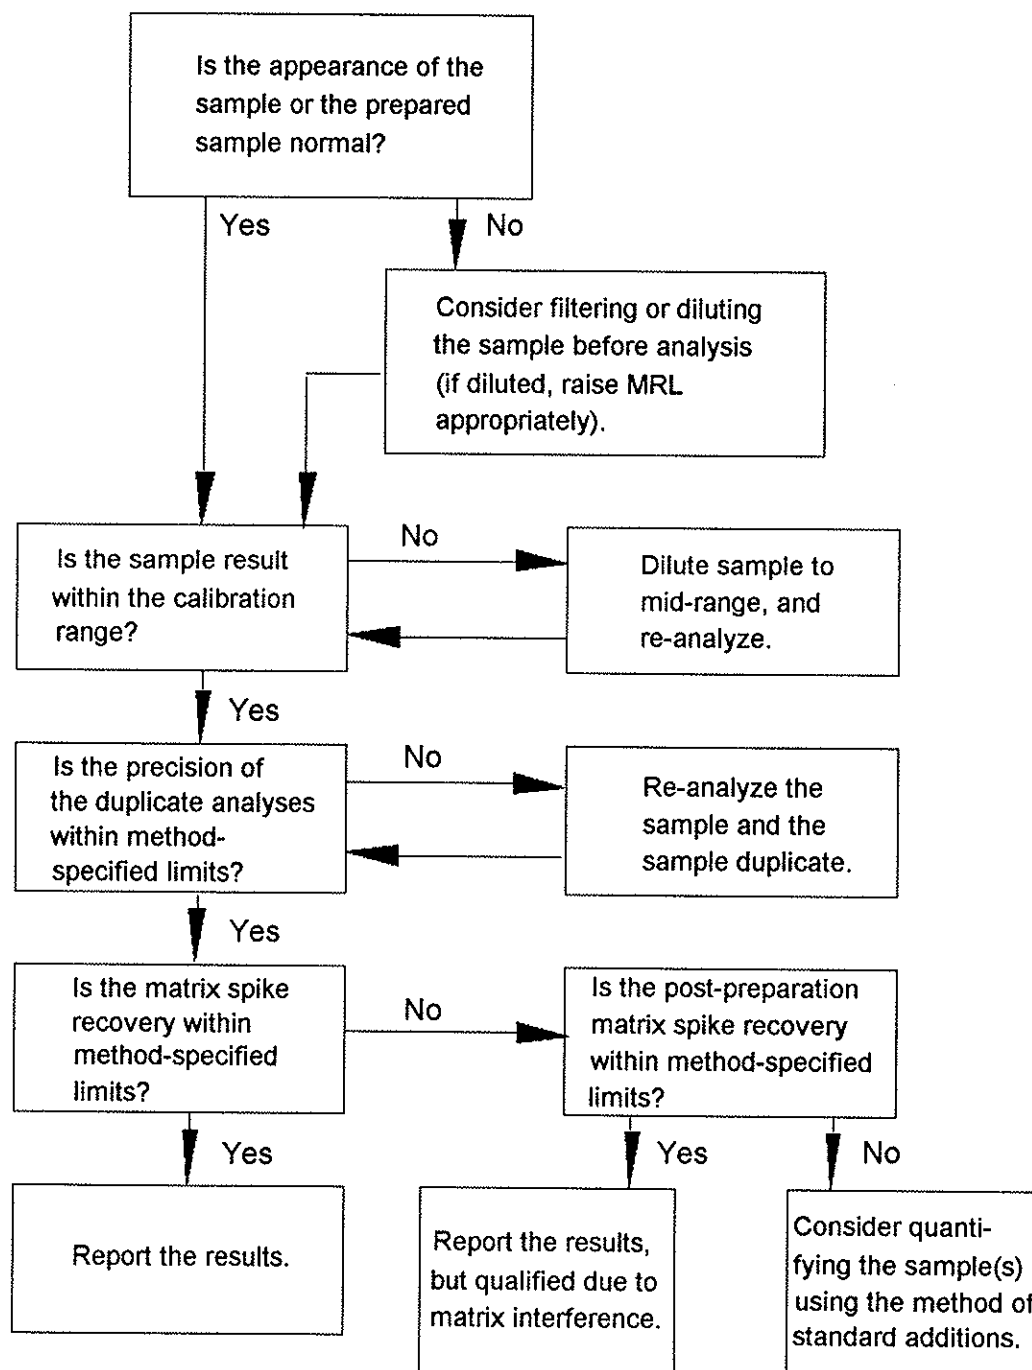 Is the appearance of the
sample or the prepared
sample normal?
Yes
No
Consider filtering or diluting
the sample before analysis
(if diluted, raise MRL
appropriately).
Is the sample result
within the calibration
range?
No
Dilute sample to
mid-range, and
re-analyze.
Yes
Is the precision of
the duplicate analyses
within method-
specified limits?
No
Re-analyze the
sample and the
sample duplicate.
Yes
Is the matrix spike
recovery within
method-specified
limits?
No
Is the post-preparation
matrix spike recovery
within method-specified
limits?
Yes
Yes
No
Report the results.
Report the results,
but qualified due to
matrix interference.
Consider quanti-
fying the sample(s)
using the method of
standard additions.